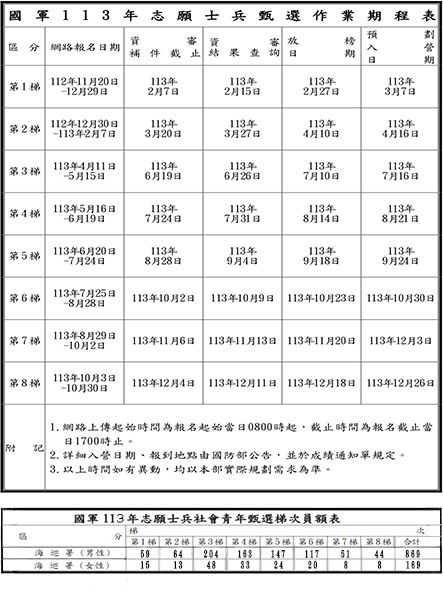 國軍113年志願士兵甄選作業期程表
區分 網路報名日期 資審補件截止 資審結果查詢 放榜日期 預劃入營日期
第1梯 112年11月20日-12月29日 113年2月7日 113年2月15日 113年2月27日 113年3月7日
第2梯 112年12月30日-113年2月7日 113年3月20日 113年3月27日 113年4月10日 113年4月16日
第3梯 113年4月11日-5月15日 113年6月19日 113年6月26日 113年7月10日 113年7月16日
第4梯 113年5月16日-6月19日 113年7月24日 113年7月31日 113年8月14日 113年8月21日
第5梯 113年6月20日-7月24日 113年8月28日 113年9月4日 113年9月18日 113年9月24日
第6梯 113年7月25日-8月28日 113年10月2日 113年10月9日 113年10月23日 113年10月30日
第7梯 113年8月29日-10月2日 113年11月6日 113年11月13日 113年11月20日 113年12月3日
第8梯 113年10月3日-10月30日 113年12月4日 113年12月11日 113年12月18日 113年12月26日
附記
1.網路上傳起始時間為報名起始當日0800時起，截止時間為報名截止當
日1700時止。
2.詳細入營日期、報到地點由國防部公告，並於成績通知單規定。
3.以上時間如有異動，均以本部實際規劃需求為準。
國軍113年志願士兵社會青年甄選梯次員額表
區分 梯次
第1梯 第2梯 第3梯 第4梯 第5梯 第6梯 第7梯 第8梯 合計
海巡署(男性) 59 64 204 163 147 117 51 44 869
海巡署(女性) 15 13 48 33 24 20 8 8 169